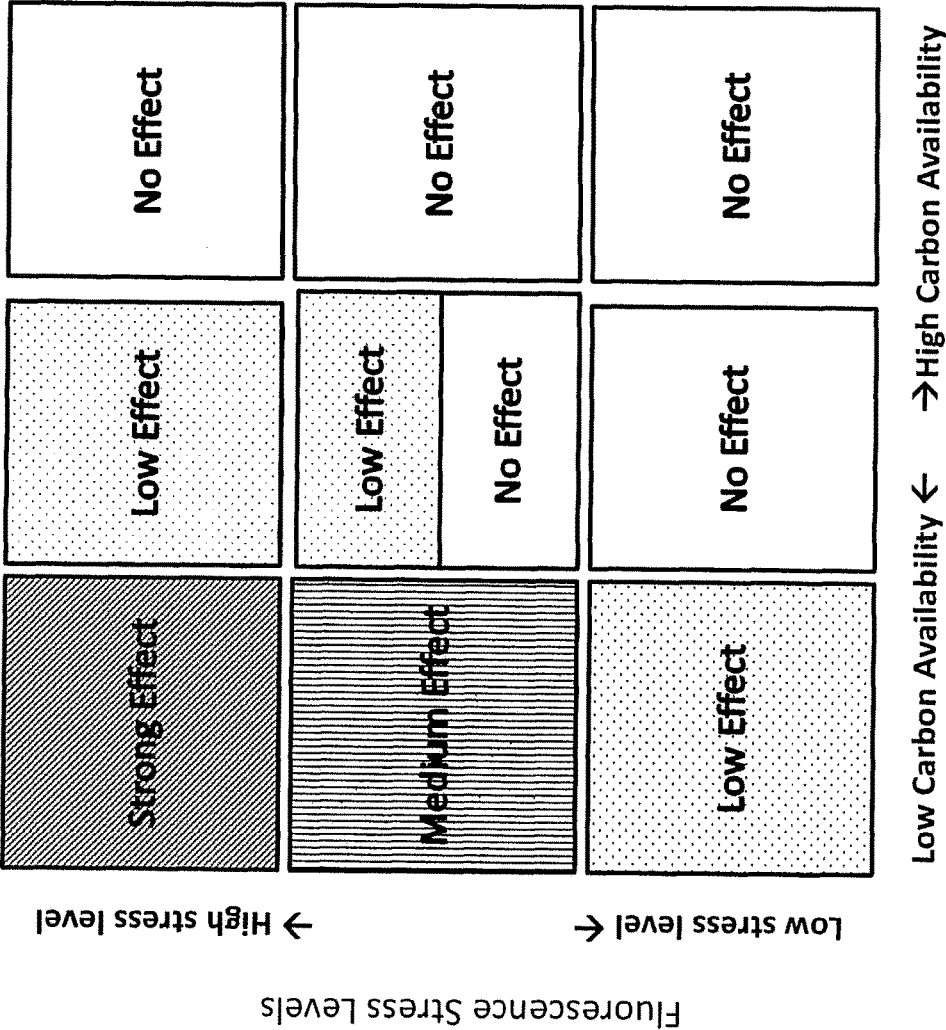 Fluorescence Stress Levels
Low stress level ← → High stress level
Strong Effect
Low Effect
No Effect
Medium Effect
Low Effect
No Effect
No Effect
Low Effect
No Effect
No Effect
Low Carbon Availability ← →High Carbon Availability